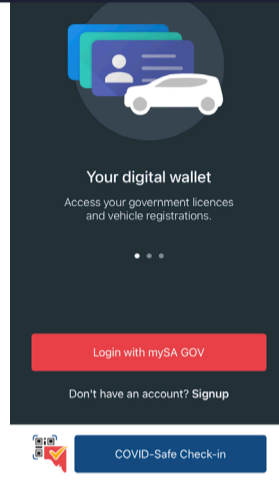 Your digital wallet
Access your government licences
and vehicle registrations.
Login with mySA GOV
Don't have an account? Signup
COVID-Safe Check-in